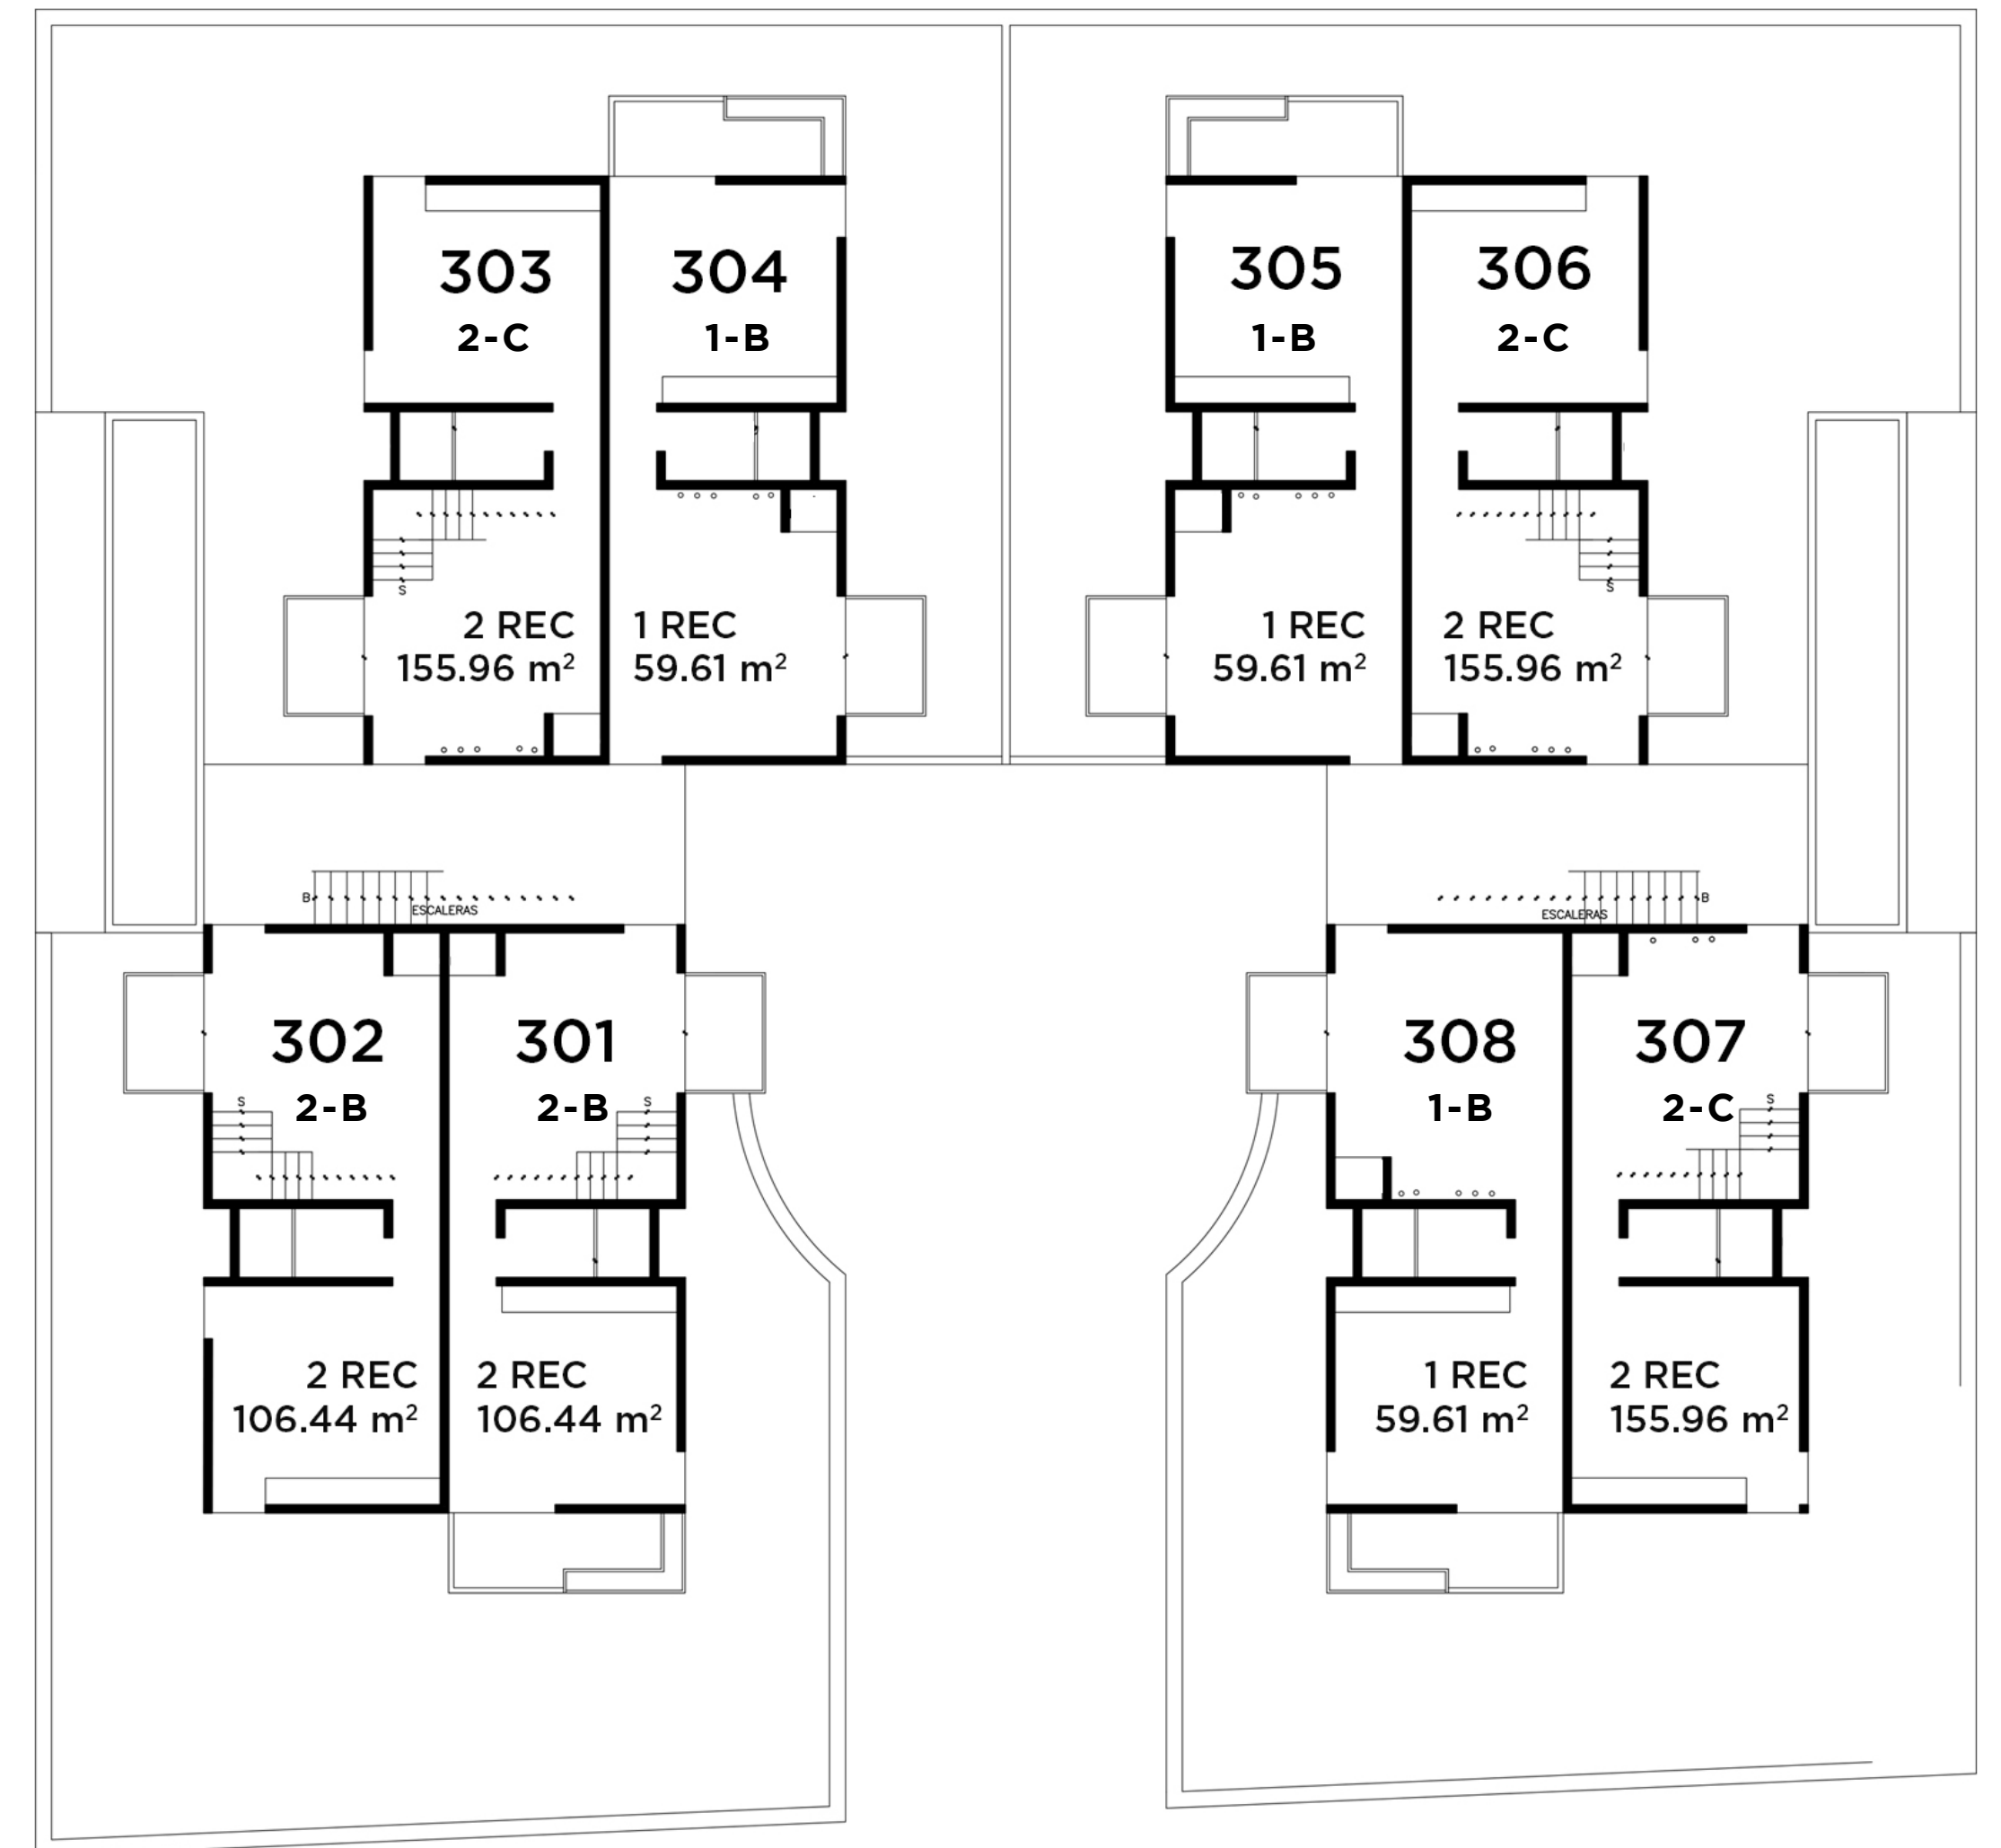 303
2-C
304
1-B
305
1-B
306
2-C
S
S
2 REC
155.96 m²
1 REC
59.61 m²
1 REC
59.61 m²
2 REC
155.96 m²
B
ESCALERAS
B
ESCALERAS
302
2-B
301
2-B
308
1-B
307
2-C
S
S
S
2 REC
106.44 m²
2 REC
106.44 m²
1 REC
59.61 m²
2 REC
155.96 m²